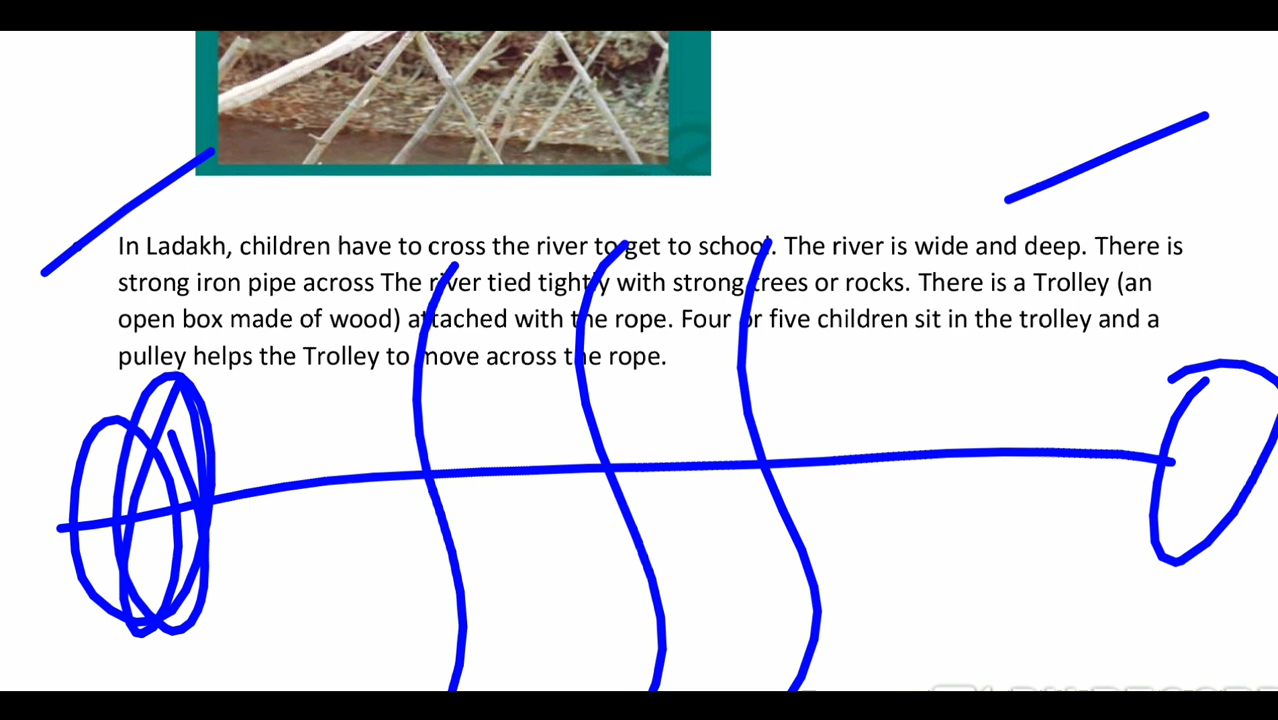 In Ladakh, children have to cross the river to get to school. The river is wide and deep. There is
strong iron pipe across The river tied tightly with strong trees or rocks. There is a Trolley (an
open box made of wood) attached with the rope. Four or five children sit in the trolley and a
pulley helps the Trolley to move across the rope.